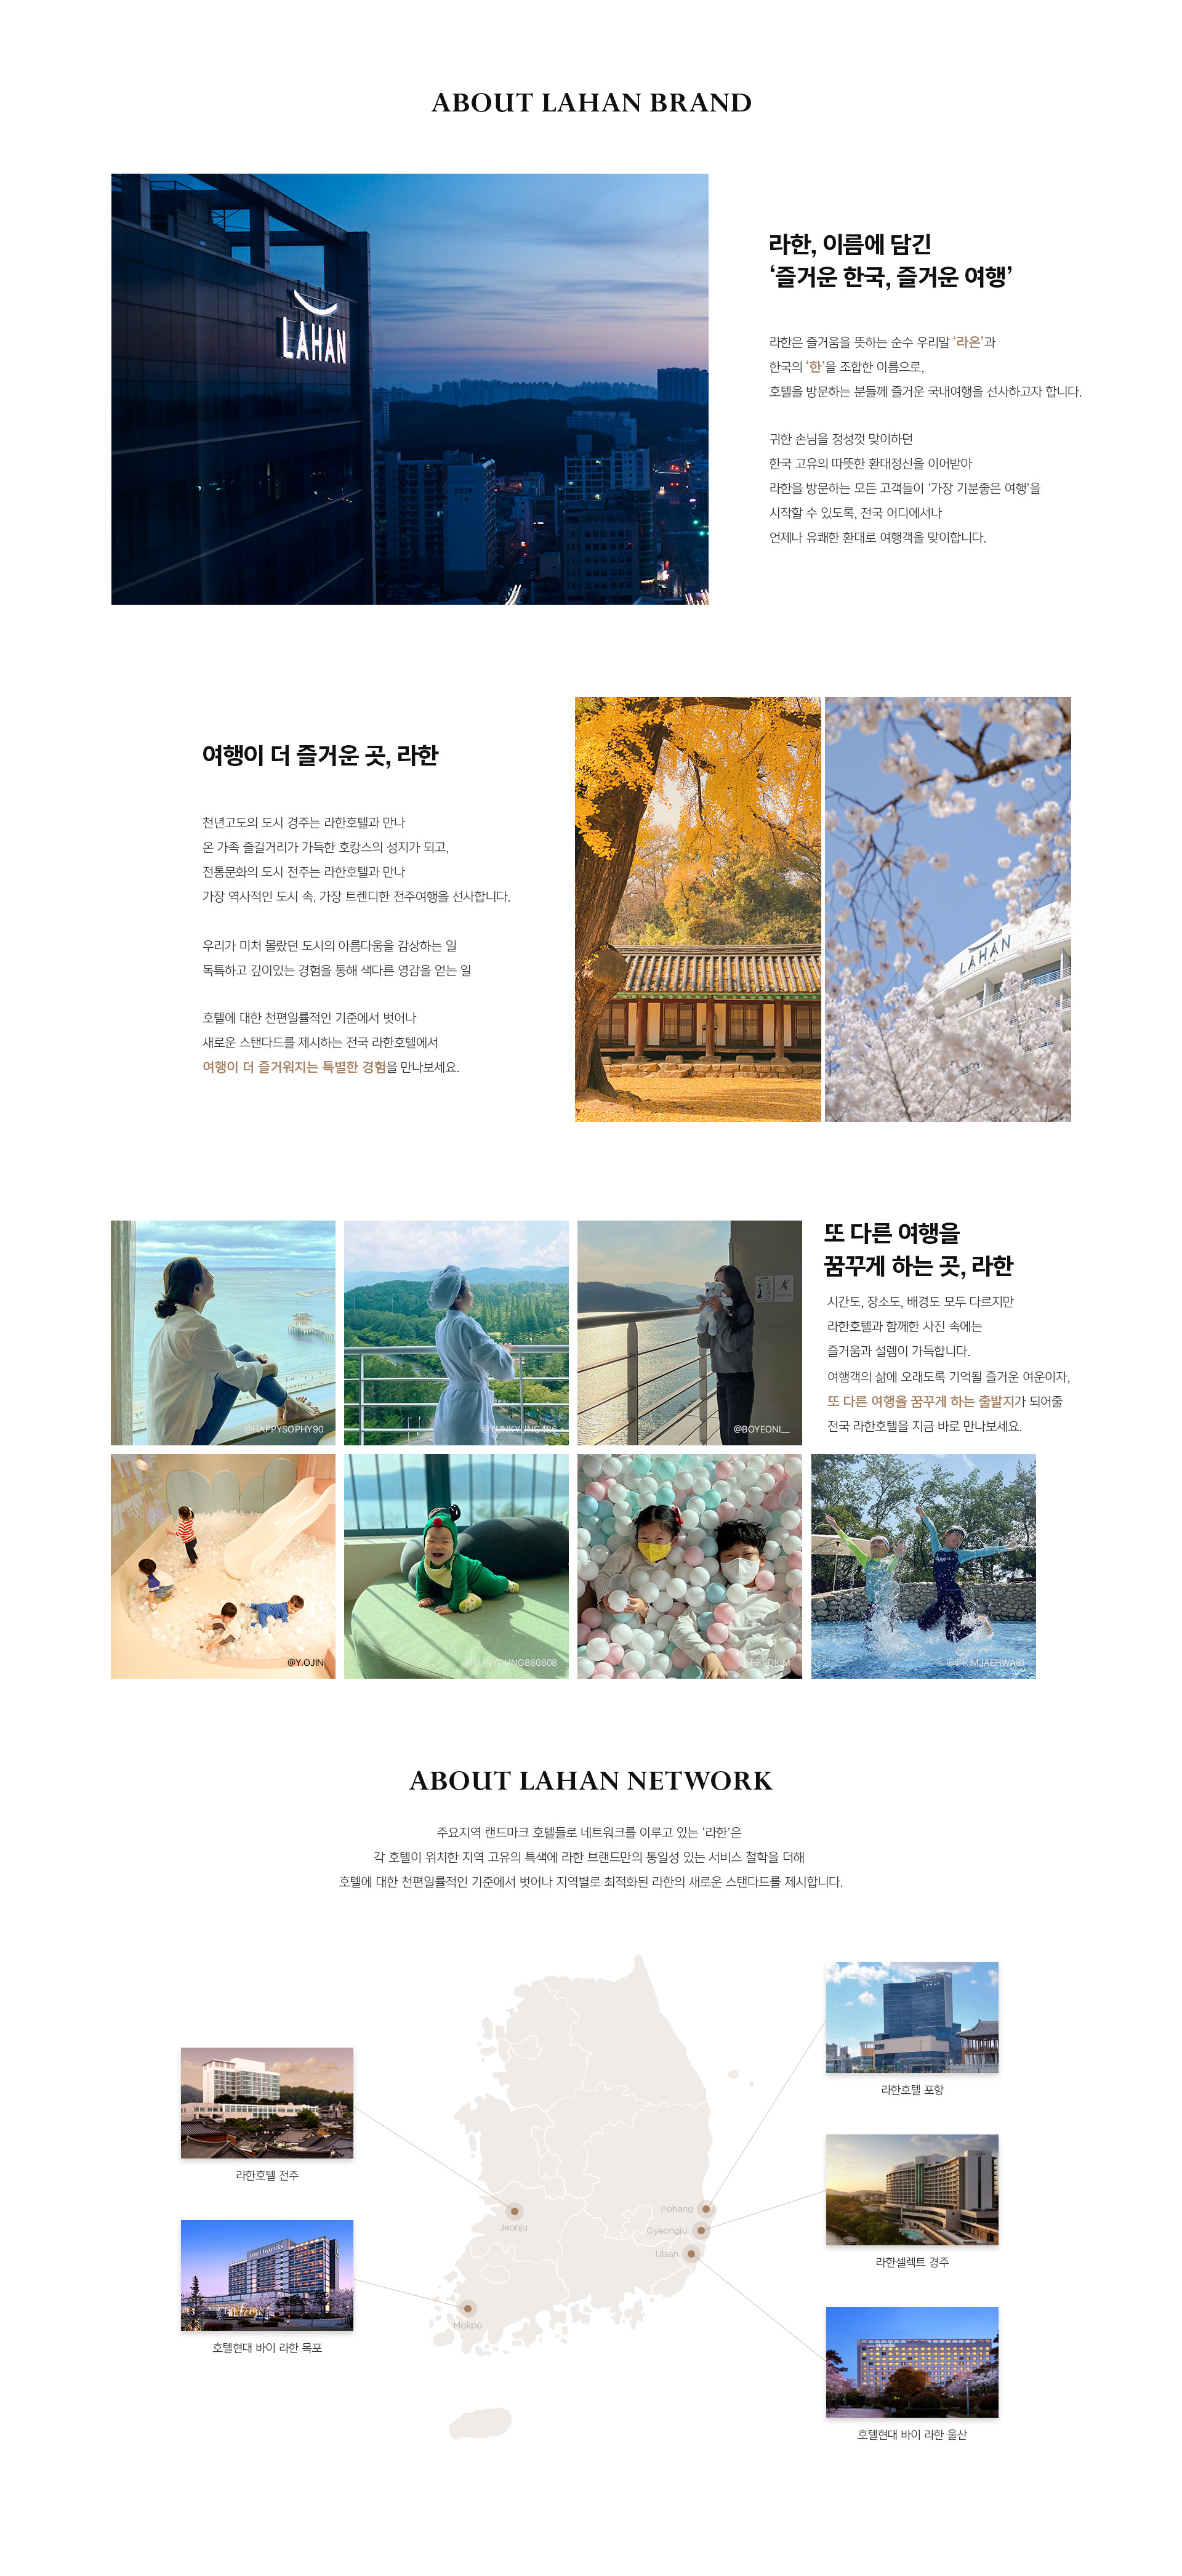 ABOUT LAHAN BRAND
LAHAN
라한, 이름에 담긴
‘즐거운 한국, 즐거운 여행’
라한은 즐거움을 뜻하는 순수 우리말 ‘라온’과
한국의 ‘한’을 조합한 이름으로,
호텔을 방문하는 분들께 즐거운 국내여행을 선사하고자 합니다.
귀한 손님을 정성껏 맞이하던
한국 고유의 따뜻한 환대정신을 이어받아
라한을 방문하는 모든 고객들이 ‘가장 기분좋은 여행’을
시작할 수 있도록, 전국 어디에서나
언제나 유쾌한 환대로 여행객을 맞이합니다.
여행이 더 즐거운 곳, 라한
천년고도의 도시 경주는 라한호텔과 만나
온 가족 즐길거리가 가득한 호캉스의 성지가 되고,
전통문화의 도시 전주는 라한호텔과 만나
가장 역사적인 도시 속, 가장 트렌디한 전주여행을 선사합니다.
우리가 미처 몰랐던 도시의 아름다움을 감상하는 일
독특하고 깊이있는 경험을 통해 색다른 영감을 얻는 일
호텔에 대한 천편일률적인 기준에서 벗어나
새로운 스탠다드를 제시하는 전국 라한호텔에서
여행이 더 즐거워지는 특별한 경험을 만나보세요.
LAHAN
또 다른 여행을
꿈꾸게 하는 곳, 라한
시간도, 장소도, 배경도 모두 다르지만
라한호텔과 함께한 사진 속에는
즐거움과 설렘이 가득합니다.
여행객의 삶에 오래도록 기억될 즐거운 여운이자,
또 다른 여행을 꿈꾸게 하는 출발지가 되어줄
전국 라한호텔을 지금 바로 만나보세요.
@HAPPYSOPHY90
@BOYEONI__
@Y.OJIN
ABOUT LAHAN NETWORK
주요지역 랜드마크 호텔들로 네트워크를 이루고 있는 ‘라한’은
각 호텔이 위치한 지역 고유의 특색에 라한 브랜드만의 통일성 있는 서비스 철학을 더해
호텔에 대한 천편일률적인 기준에서 벗어나 지역별로 최적화된 라한의 새로운 스탠다드를 제시합니다.
LAHAN
라한호텔 포항
라한호텔 전주
Pohang
Jeonju
Gyeongju
Ulsan
라한셀렉트 경주
Mokpo
호텔현대 바이 라한 목포
호텔현대 바이 라한 울산